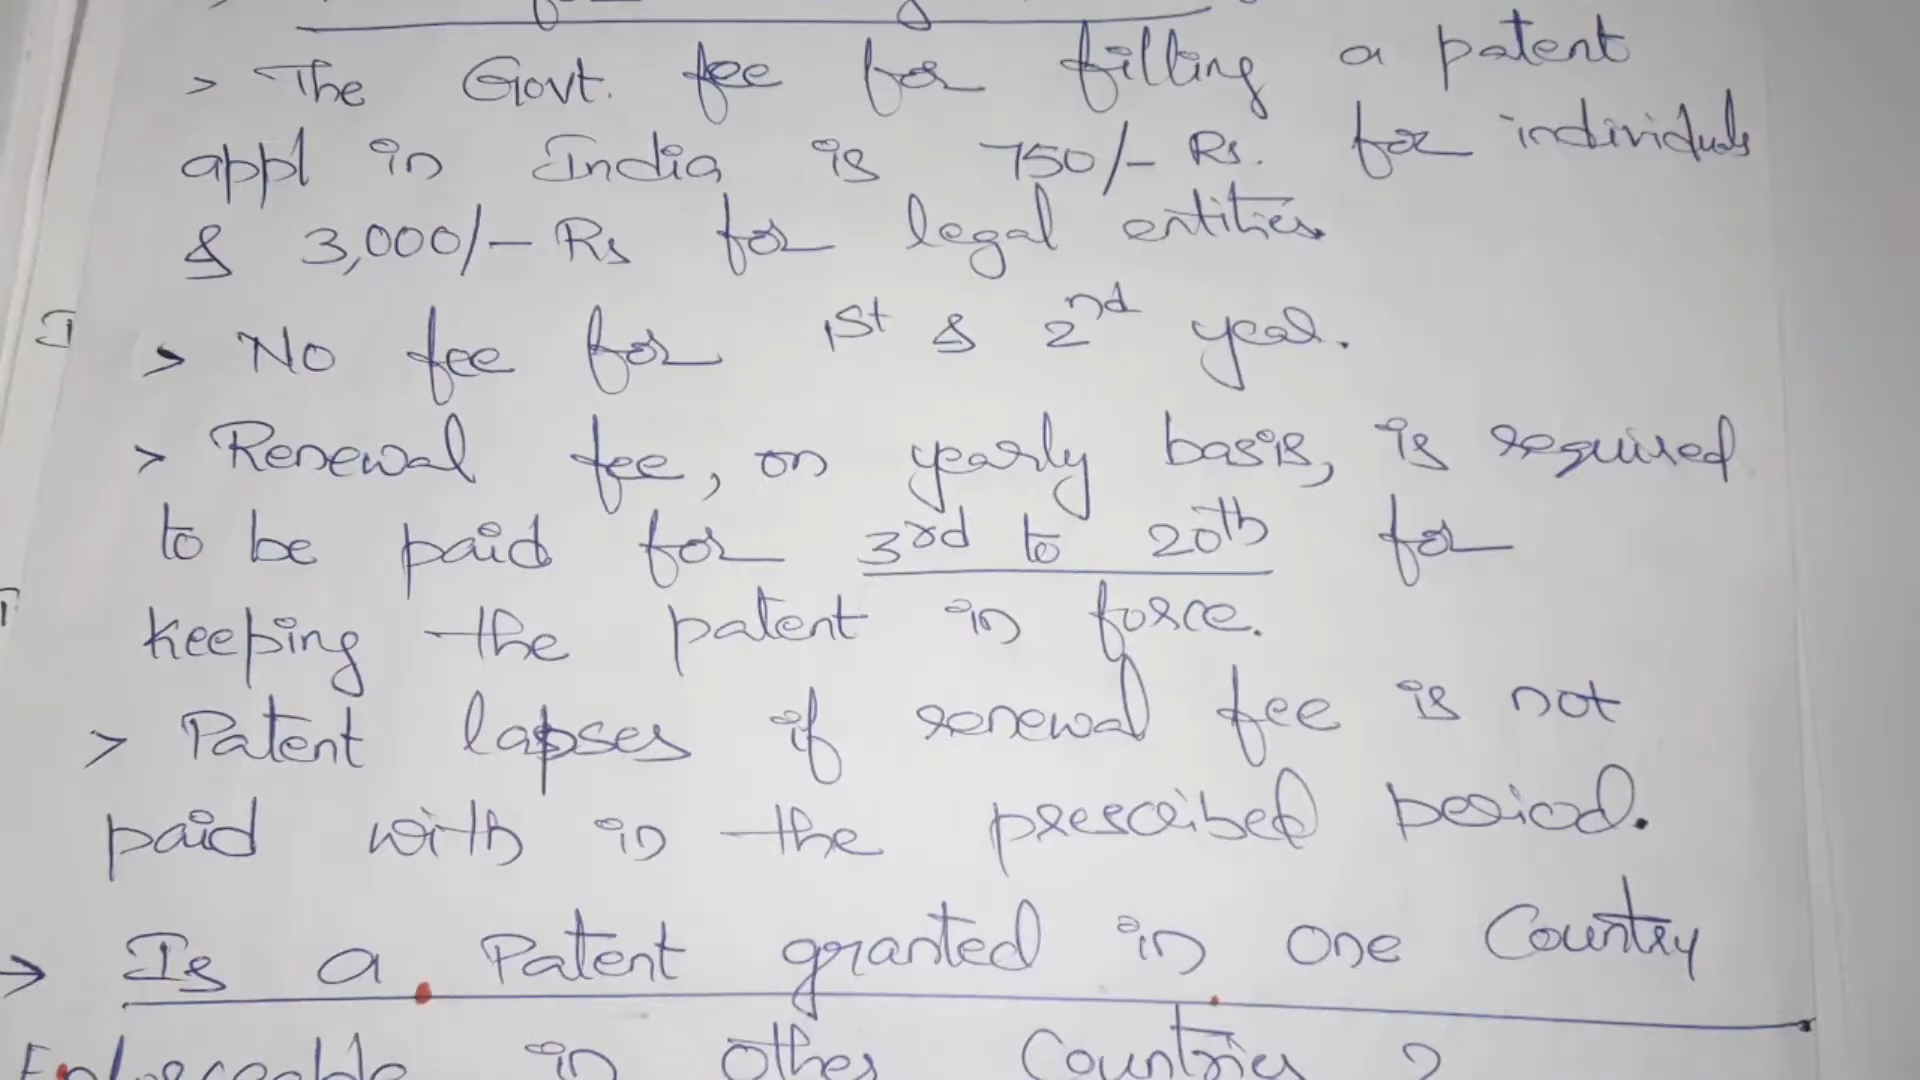 > The Govt. fee for filling a patent
appl in India is 750/- Rs. for individuals
& 3,000/- Rs for legal entities
> No fee for 1st & 2nd year.
> Renewal fee, on yearly basis, is required
to be paid for 3rd to 20th for
keeping the patent in force.
> Patent lapses if renewal fee is not
paid with in the prescribed period.
→ Is a Patent granted in one Country
Enforceable in other Countries ?